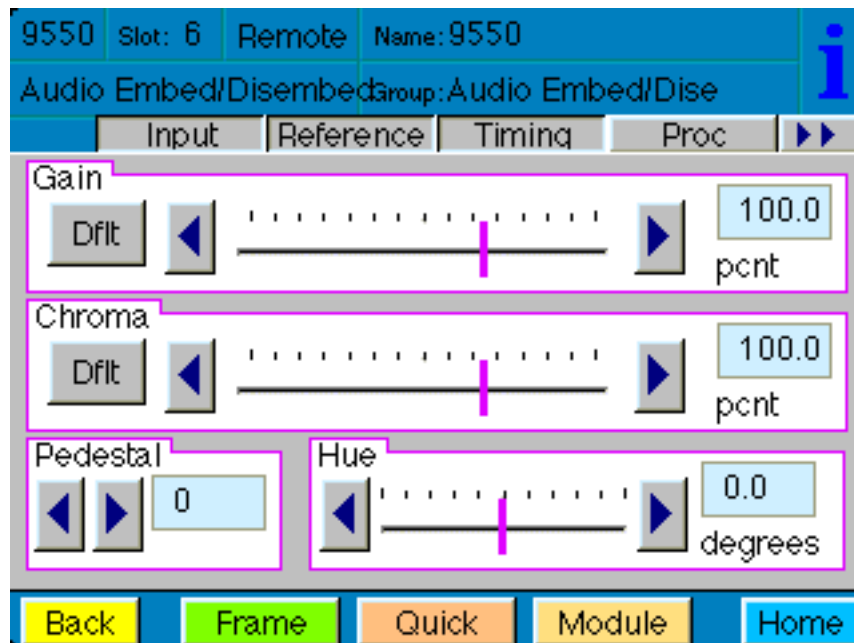 9550 Slot: 6 Remote Name: 9550
Audio Embed/Disembed Group: Audio Embed/Dise
Input Reference Timing Proc
Gain
Dflt 100.0
pcnt
Chroma
Dflt 100.0
pcnt
Pedestal Hue
0 0.0
degrees
Back Frame Quick Module Home